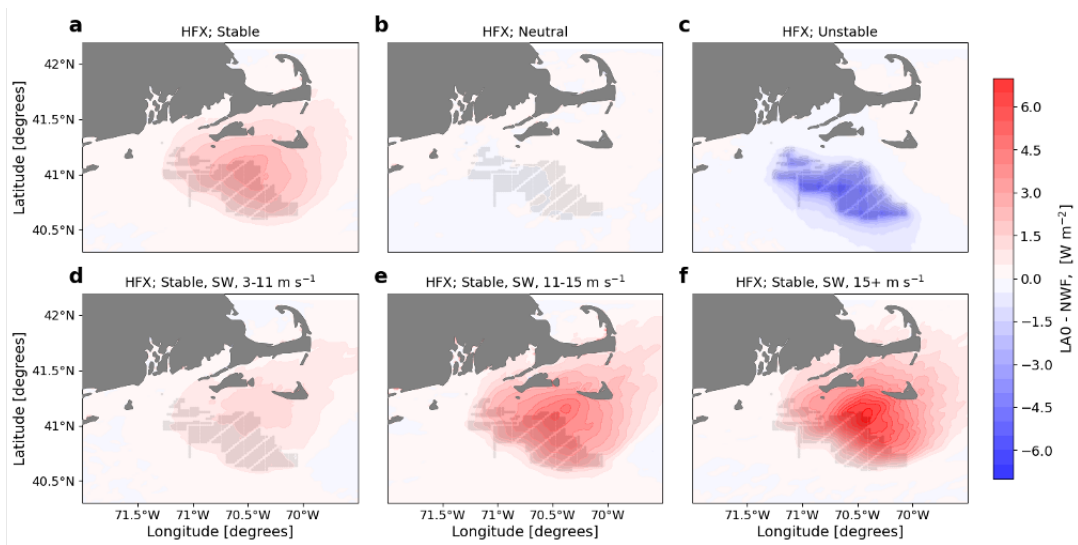 a HFX; Stable
b HFX; Neutral
c HFX; Unstable
Latitude [degrees]
42°N
41.5°N
41°N
40.5°N
6.0
4.5
3.0
1.5
0.0
−1.5
−3.0
−4.5
−6.0
LA0 - NWF, [W m⁻²]
d HFX; Stable, SW, 3-11 m s⁻¹
e HFX; Stable, SW, 11-15 m s⁻¹
f HFX; Stable, SW, 15+ m s⁻¹
Latitude [degrees]
42°N
41.5°N
41°N
40.5°N
71.5°W 71°W 70.5°W 70°W
71.5°W 71°W 70.5°W 70°W
71.5°W 71°W 70.5°W 70°W
Longitude [degrees]
Longitude [degrees]
Longitude [degrees]